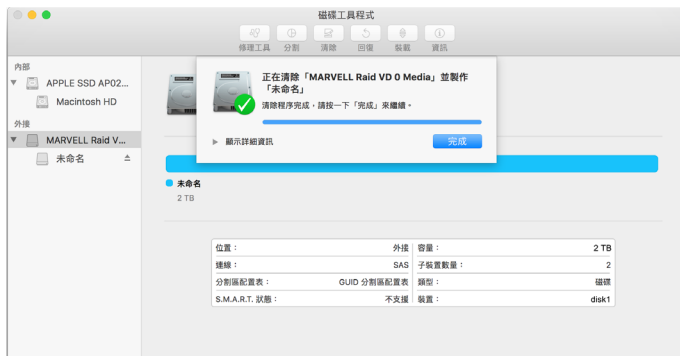 磁碟工具程式
修理工具 分割 清除 回復 裝載 資訊
內部
APPLE SSD AP02...
Macintosh HD
外接
MARVELL Raid V...
未命名
正在清除「MARVELL Raid VD 0 Media」並製作
「未命名」
清除程序完成，請按一下「完成」來繼續。
顯示詳細資訊
完成
未命名
2 TB
位置： 外接 容量： 2 TB
連線： SAS 子裝置數量： 2
分割區配置表： GUID 分割區配置表 類型： 磁碟
S.M.A.R.T. 狀態： 不支援 裝置： disk1